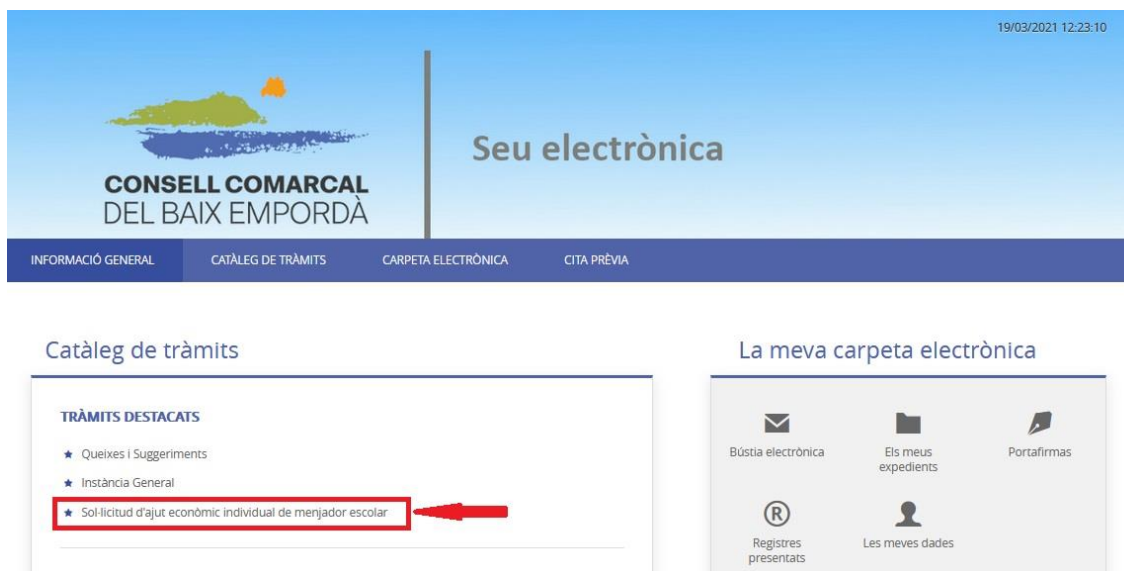 19/03/2021 12:23:10
CONSELL COMARCAL
DEL BAIX EMPORDÀ
Seu electrònica
INFORMACIÓ GENERAL
CATÀLEG DE TRÀMITS
CARPETA ELECTRÒNICA
CITA PRÈVIA
Catàleg de tràmits
TRÀMITS DESTACATS
Queixes i Suggeriments
Instància General
Sol·licitud d'ajut econòmic individual de menjador escolar
La meva carpeta electrònica
Bústia electrònica
Els meus
expedients
Portafirmas
Registres
presentats
Les meves dades